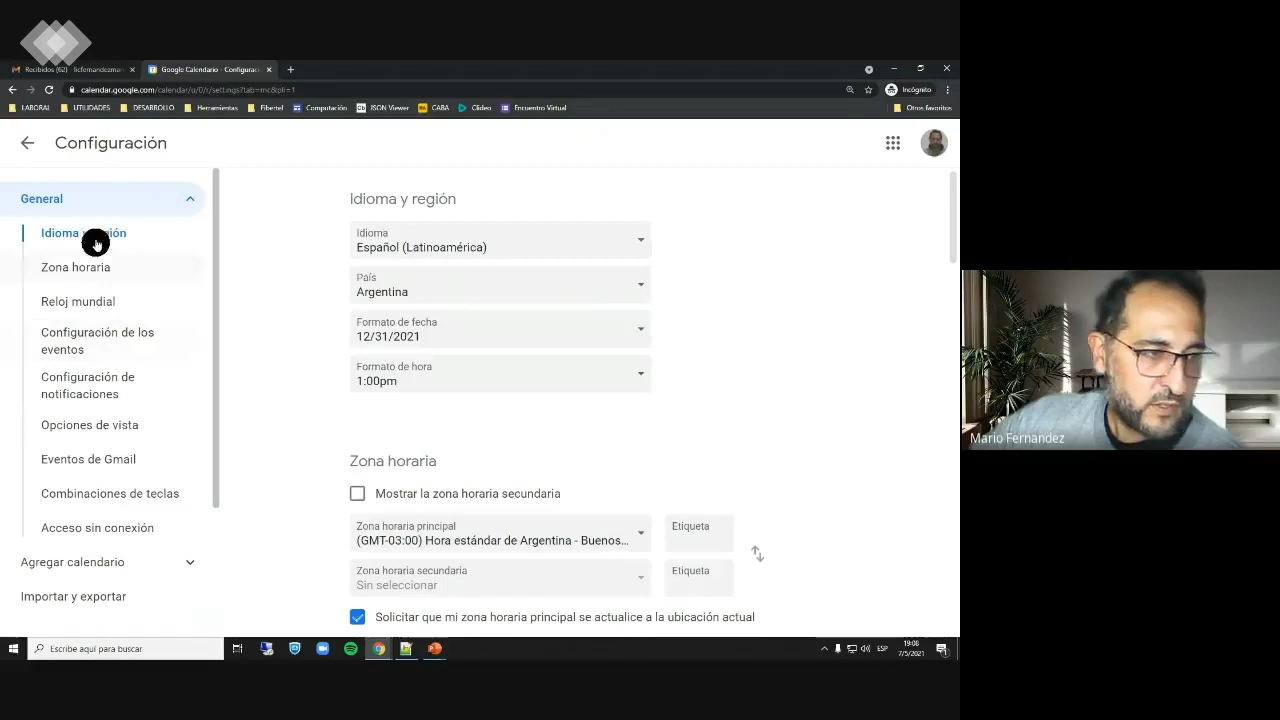 Recibidos (62) - licfernandezmar
Google Calendario - Configurac
calendar.google.com/calendar/u/0/r/settings?tab=mc&pli=1
Incógnito
LABORAL
UTILIDADES
DESARROLLO
Herramientas
Fibertel
Computación
JSON Viewer
CABA
Clideo
Encuentro Virtual
Otros favoritos
Configuración
General
Idioma y región
Zona horaria
Reloj mundial
Configuración de los
eventos
Configuración de
notificaciones
Opciones de vista
Eventos de Gmail
Combinaciones de teclas
Acceso sin conexión
Agregar calendario
Importar y exportar
Idioma y región
Idioma
Español (Latinoamérica)
País
Argentina
Formato de fecha
12/31/2021
Formato de hora
1:00pm
Zona horaria
Mostrar la zona horaria secundaria
Zona horaria principal
(GMT-03:00) Hora estándar de Argentina - Buenos...
Etiqueta
Zona horaria secundaria
Sin seleccionar
Etiqueta
Solicitar que mi zona horaria principal se actualice a la ubicación actual
Mario Fernandez
Escribe aquí para buscar
ESP
19:08
7/5/2021